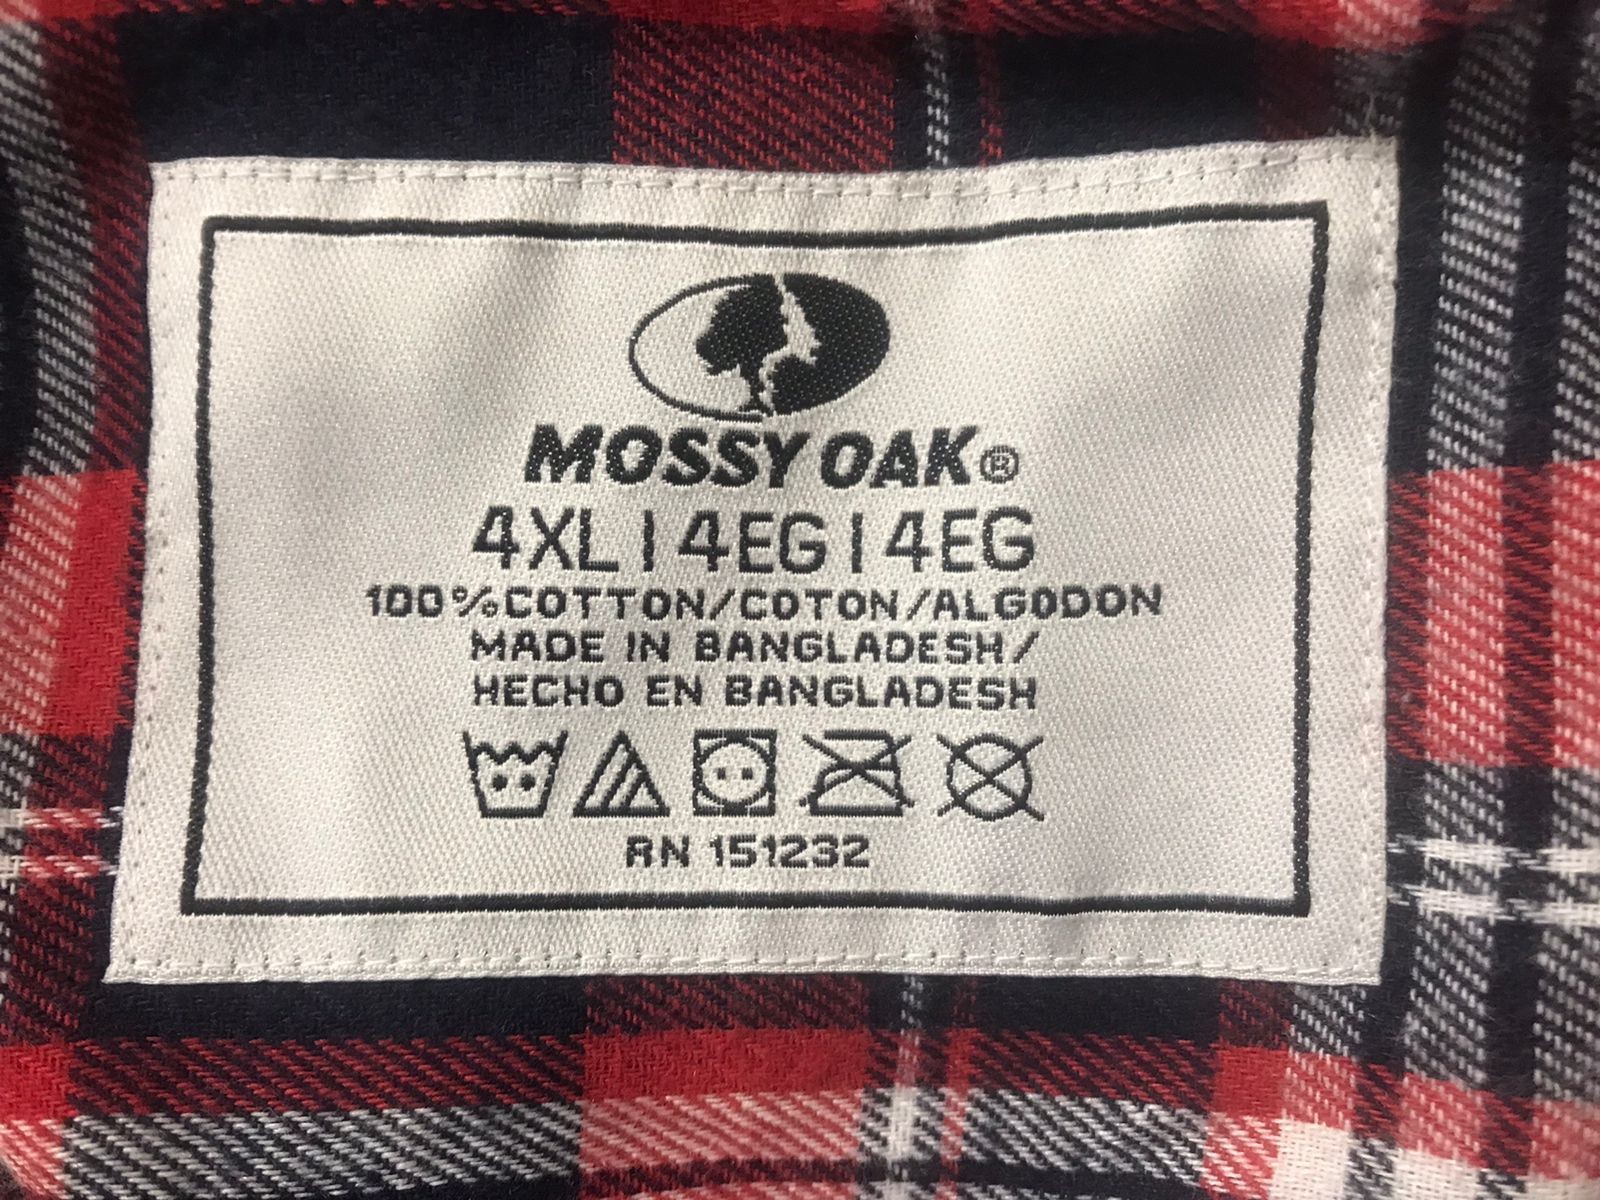 MOSSY OAK®
4XL | 4EG | 4EG
100%COTTON/COTON/ALGODON
MADE IN BANGLADESH/
HECHO EN BANGLADESH
RN 151232